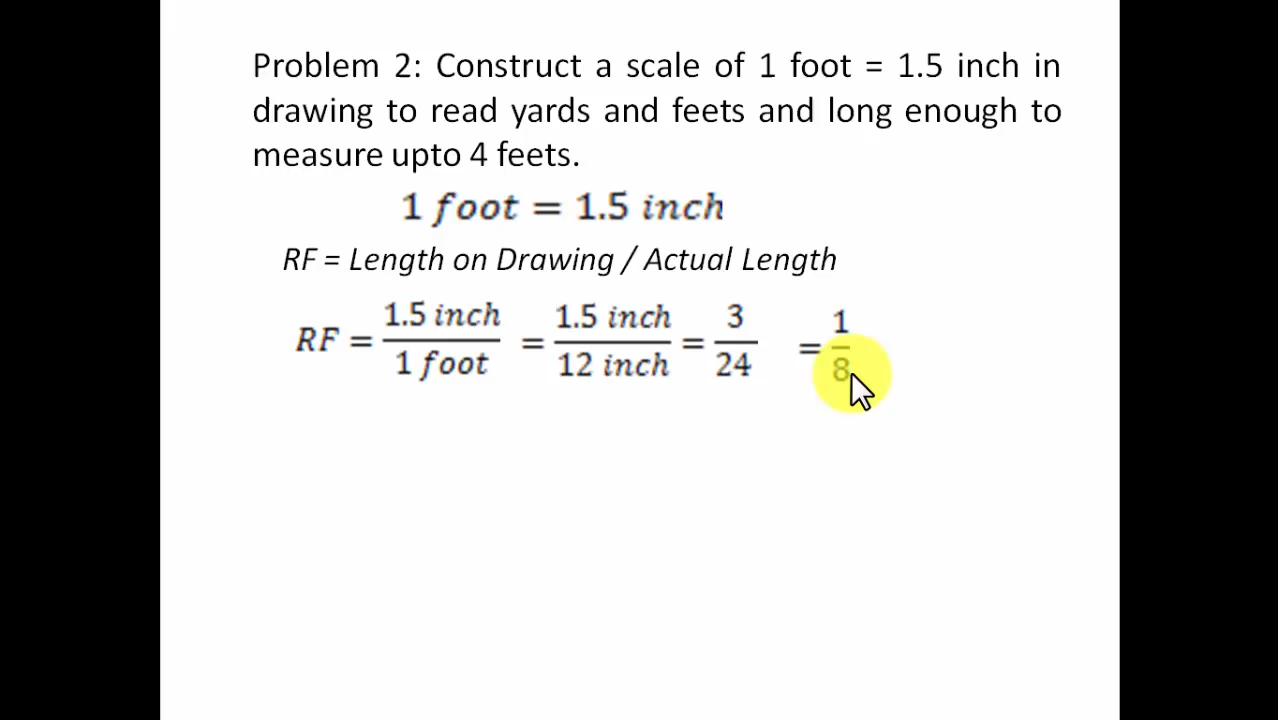 Problem 2: Construct a scale of 1 foot = 1.5 inch in
drawing to read yards and feets and long enough to
measure upto 4 feets.
1 foot = 1.5 inch
RF = Length on Drawing / Actual Length
RF = 1.5 inch / 1 foot = 1.5 inch / 12 inch = 3 / 24 = 1 / 8